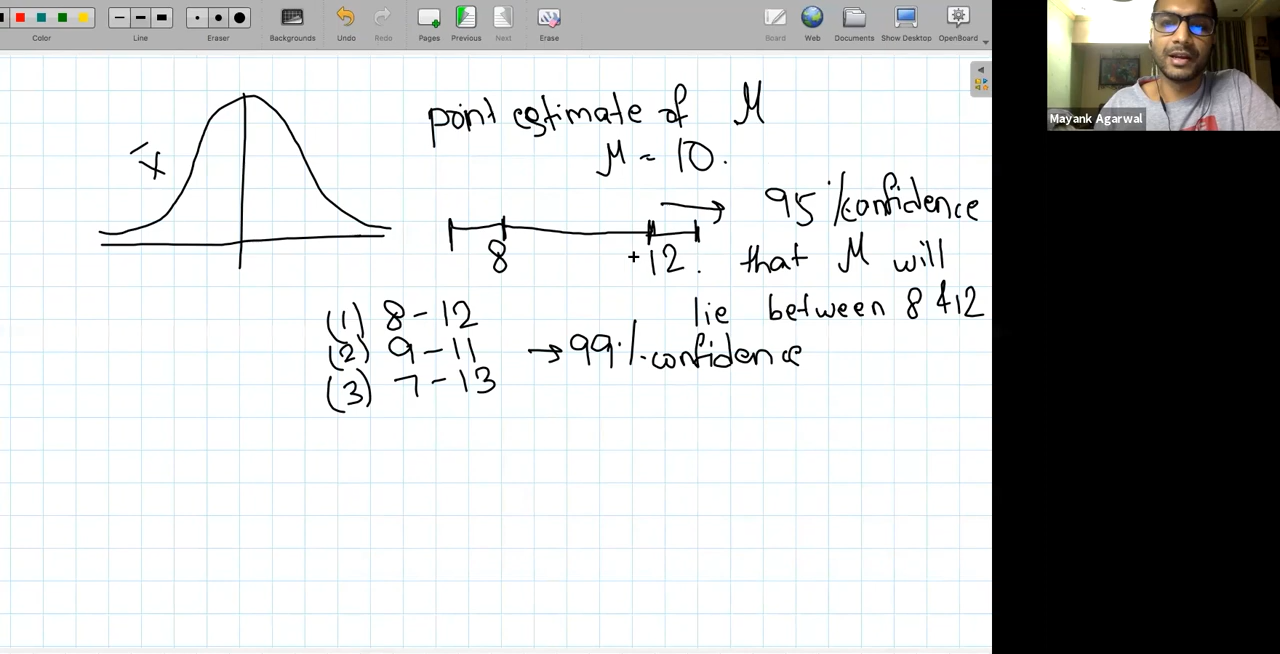 Color
Line
Eraser
Backgrounds
Undo
Redo
Pages
Previous
Next
Erase
Board
Web
Documents
Show Desktop
OpenBoard
Mayank Agarwal
point estimate of μ
x̄
μ = 10.
95% confidence
8
+12. that μ will
lie between 8 & 12
(1) 8 - 12
(2) 9 - 11 → 99% confidence
(3) 7 - 13